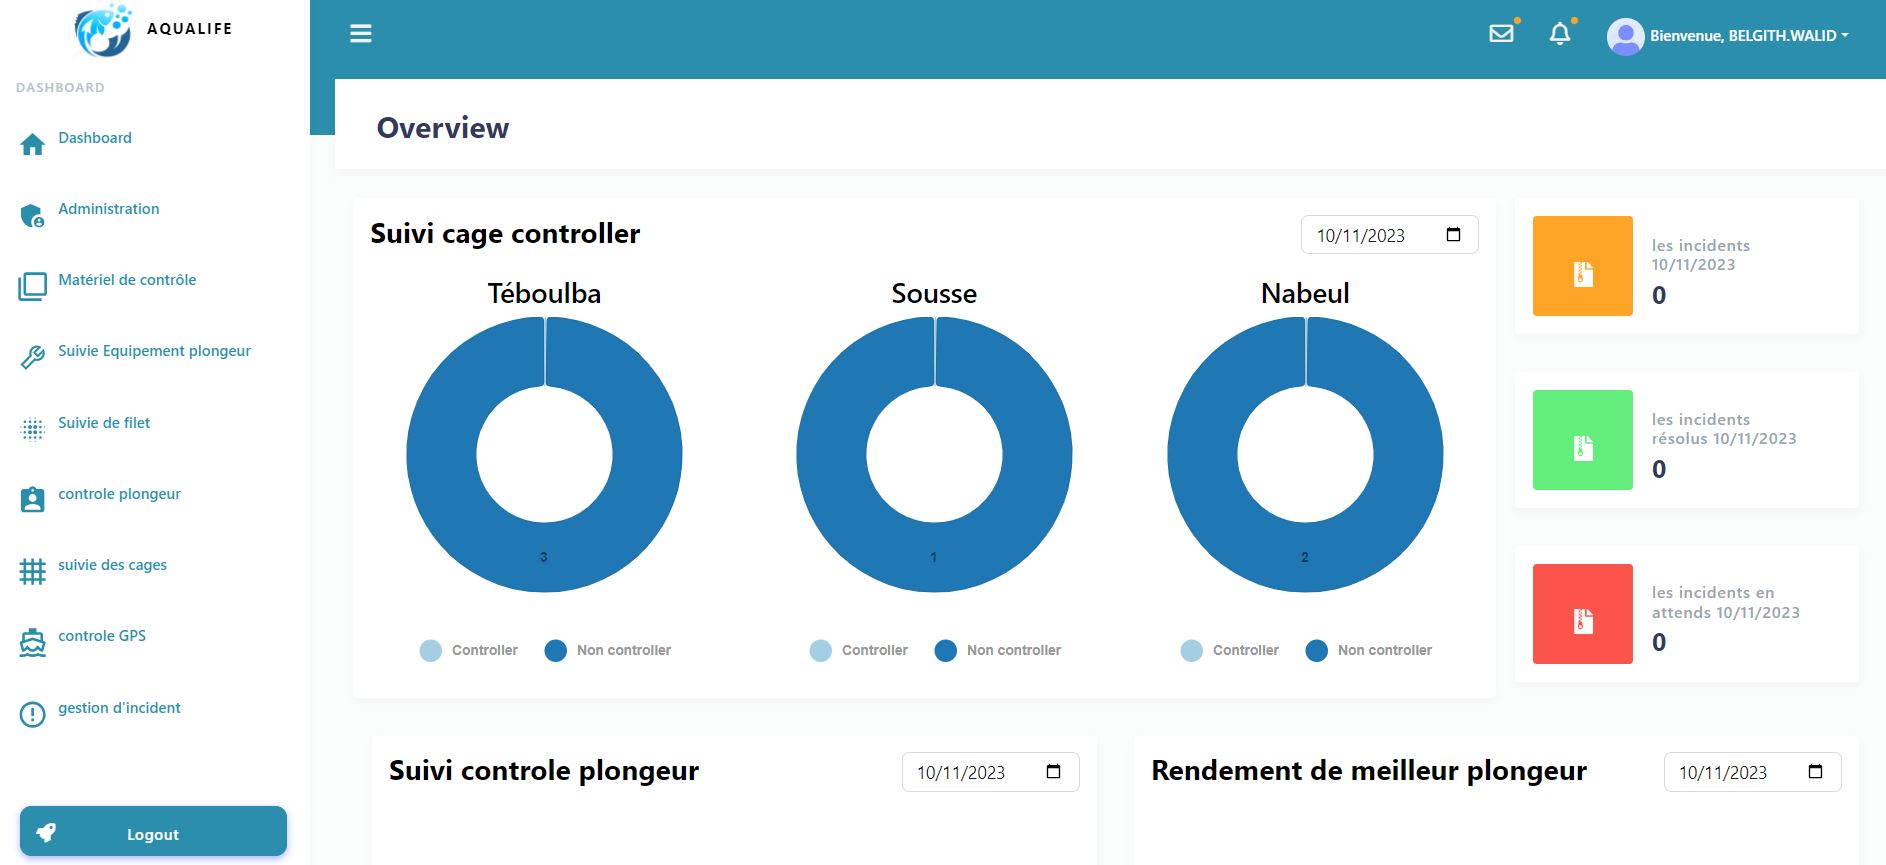 AQUALIFE
DASHBOARD
Dashboard
Administration
Matériel de contrôle
Suivie Equipement plongeur
Suivie de filet
controle plongeur
suivie des cages
controle GPS
gestion d'incident
Logout
Bienvenue, BELGITH.WALID
Overview
Suivi cage controller
10/11/2023
Téboulba
Sousse
Nabeul
3
1
2
Controller
Non controller
Controller
Non controller
Controller
Non controller
les incidents
10/11/2023
0
les incidents
résolus 10/11/2023
0
les incidents en
attends 10/11/2023
0
Suivi controle plongeur
10/11/2023
Rendement de meilleur plongeur
10/11/2023